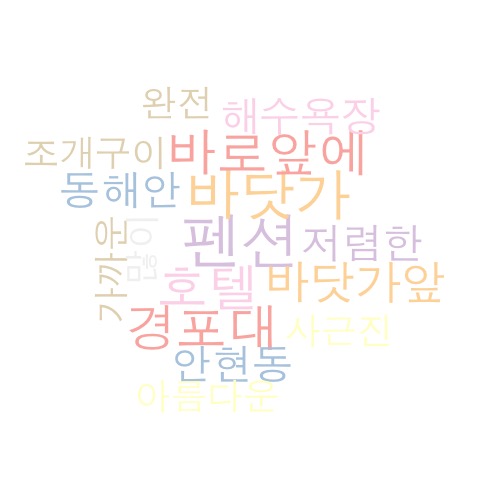 완전
해수욕장
조개구이
바로앞에
동해안
바닷가
펜션
저렴한
가까운
많이
호텔
바닷가앞
경포대
사근진
안현동
아름다운